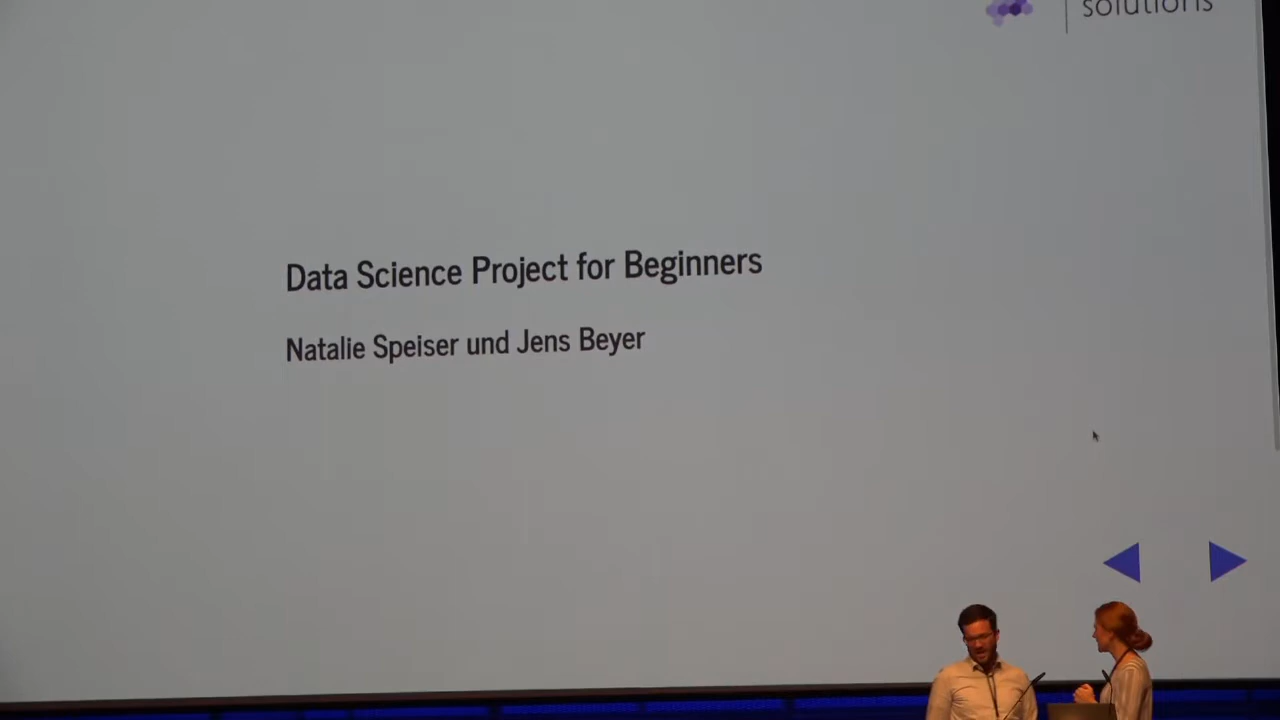 solutions
Data Science Project for Beginners
Natalie Speiser und Jens Beyer